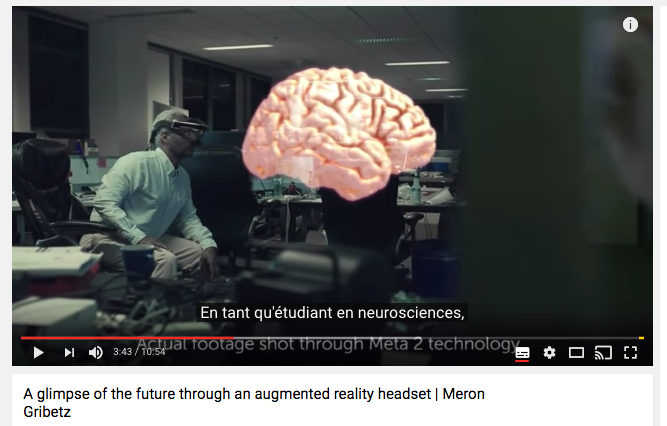 En tant qu'étudiant en neurosciences,
Actual footage shot through Meta 2 technology
3:43 / 10:54
A glimpse of the future through an augmented reality headset | Meron
Gribetz